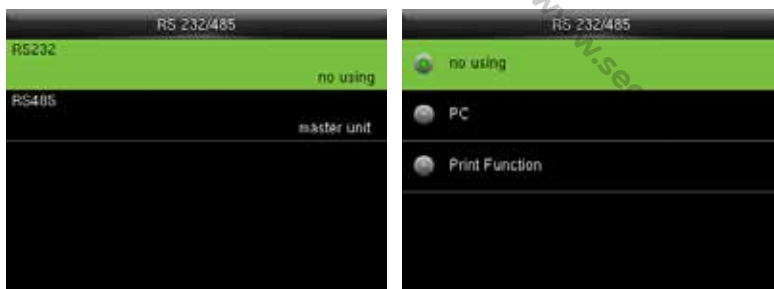 RS 232/485
RS232
no using
RS485
master unit
RS 232/485
no using
PC
Print Function